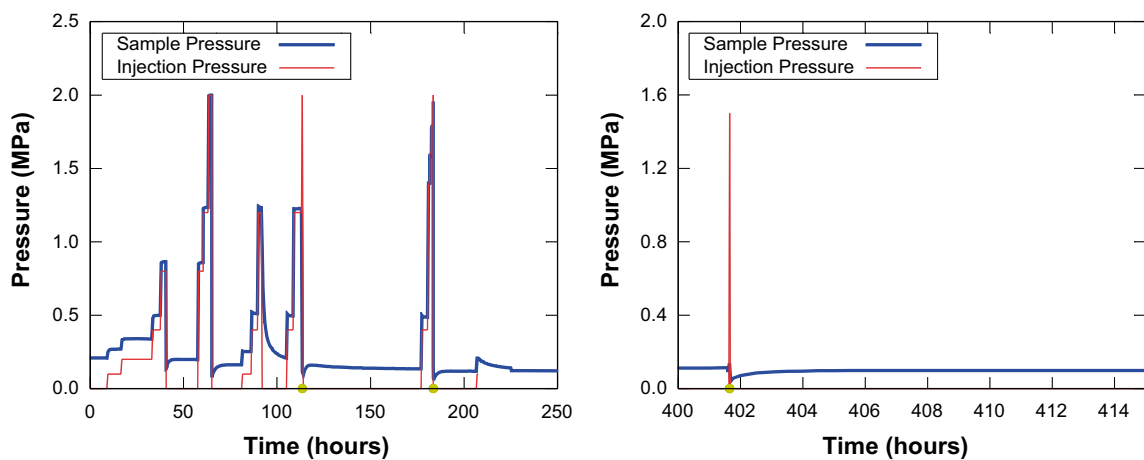 2.5
2.0
1.5
1.0
0.5
0.0
Pressure (MPa)
Sample Pressure
Injection Pressure
0 50 100 150 200 250
Time (hours)
2.0
1.6
1.2
0.8
0.4
0.0
Pressure (MPa)
Sample Pressure
Injection Pressure
400 402 404 406 408 410 412 414
Time (hours)